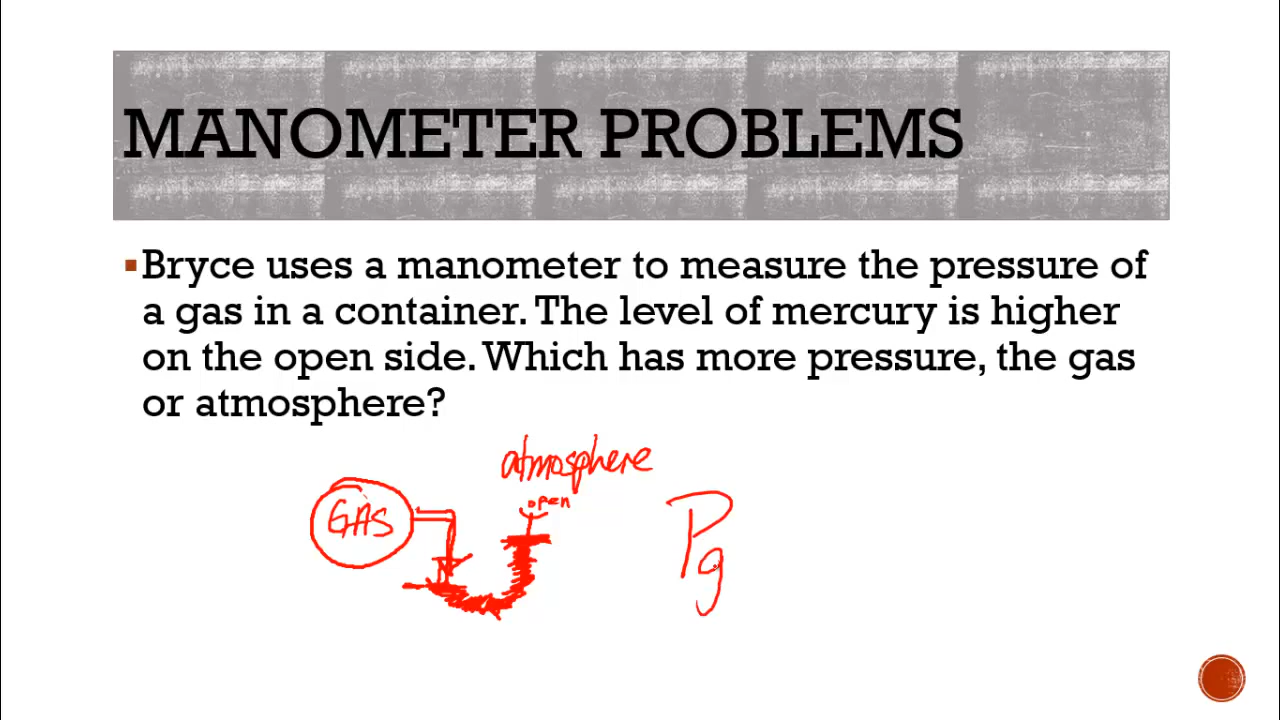 MANOMETER PROBLEMS
▪Bryce uses a manometer to measure the pressure of
a gas in a container. The level of mercury is higher
on the open side. Which has more pressure, the gas
or atmosphere?
atmosphere
open
GAS
Pg